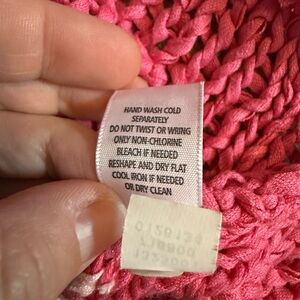 HAND WASH COLD
SEPARATELY
DO NOT TWIST OR WRING
ONLY NON-CHLORINE
BLEACH IF NEEDED
RESHAPE AND DRY FLAT
COOL IRON IF NEEDED
OR DRY CLEAN